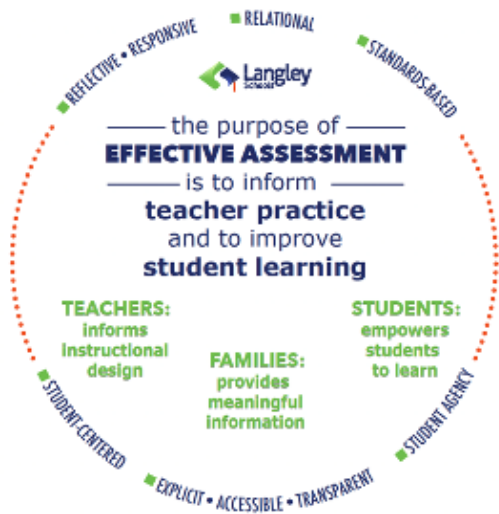 REFLECTIVE • RESPONSIVE
RELATIONAL
STANDARDS-BASED
Langley
Schools
the purpose of
EFFECTIVE ASSESSMENT
is to inform
teacher practice
and to improve
student learning
TEACHERS:
informs
instructional
design
FAMILIES:
provides
meaningful
information
STUDENTS:
empowers
students
to learn
STUDENT-CENTERED
EXPLICIT • ACCESSIBLE • TRANSPARENT
STUDENT AGENCY